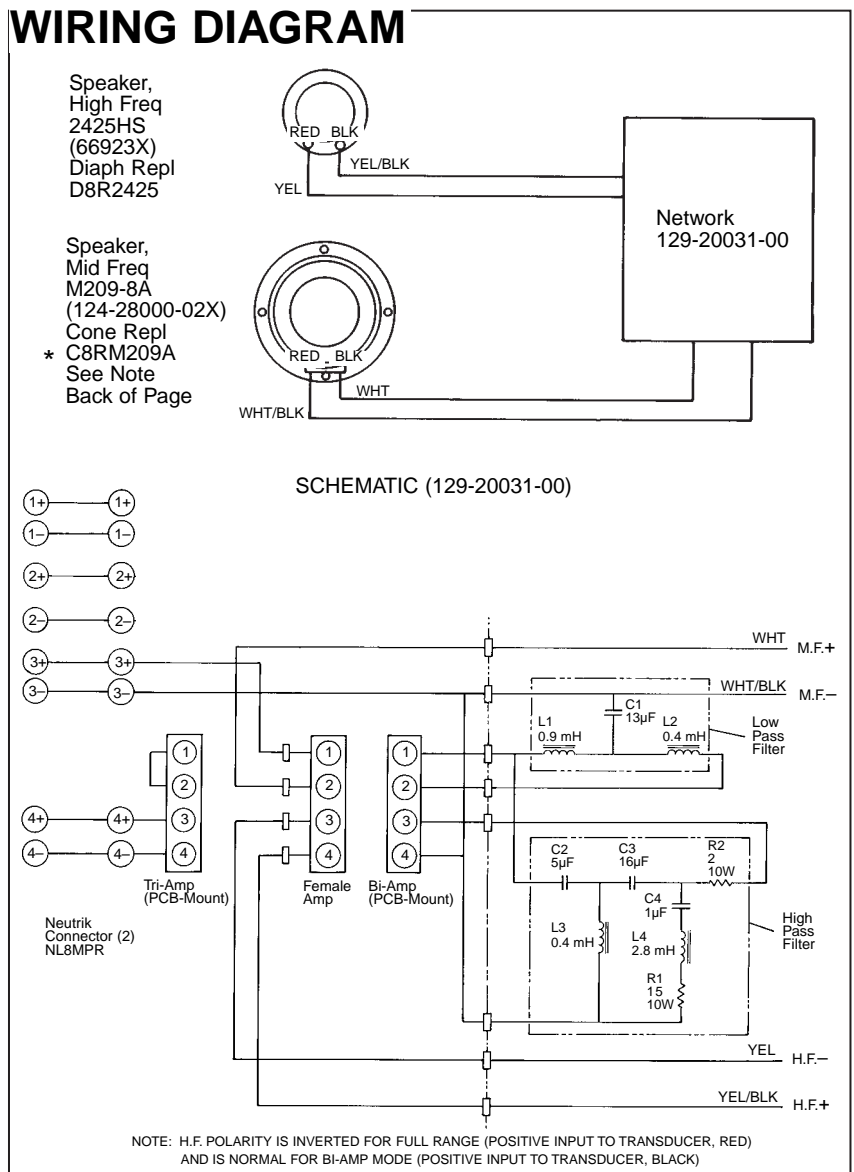 WIRING DIAGRAM
Speaker,
High Freq
2425HS
(66923X)
Diaph Repl
D8R2425
RED BLK
YEL/BLK
YEL
Network
129-20031-00
Speaker,
Mid Freq
M209-8A
(124-28000-02X)
Cone Repl
* C8RM209A
See Note
Back of Page
RED BLK
WHT
WHT/BLK
SCHEMATIC (129-20031-00)
1+ 1+
1– 1–
2+ 2+
2– 2–
3+ 3+
3– 3–
4+ 4+
4– 4–
WHT M.F.+
WHT/BLK M.F.–
C1
13µF
L1
0.9 mH
L2
0.4 mH
Low
Pass
Filter
1 1 1
2 2 2
3 3 3
4 4 4
Tri-Amp
(PCB-Mount)
Female
Amp
Bi-Amp
(PCB-Mount)
Neutrik
Connector (2)
NL8MPR
C2
5µF
C3
16µF
R2
2
10W
C4
1µF
L3
0.4 mH
L4
2.8 mH
R1
15
10W
High
Pass
Filter
YEL H.F.–
YEL/BLK H.F.+
NOTE: H.F. POLARITY IS INVERTED FOR FULL RANGE (POSITIVE INPUT TO TRANSDUCER, RED)
AND IS NORMAL FOR BI-AMP MODE (POSITIVE INPUT TO TRANSDUCER, BLACK)